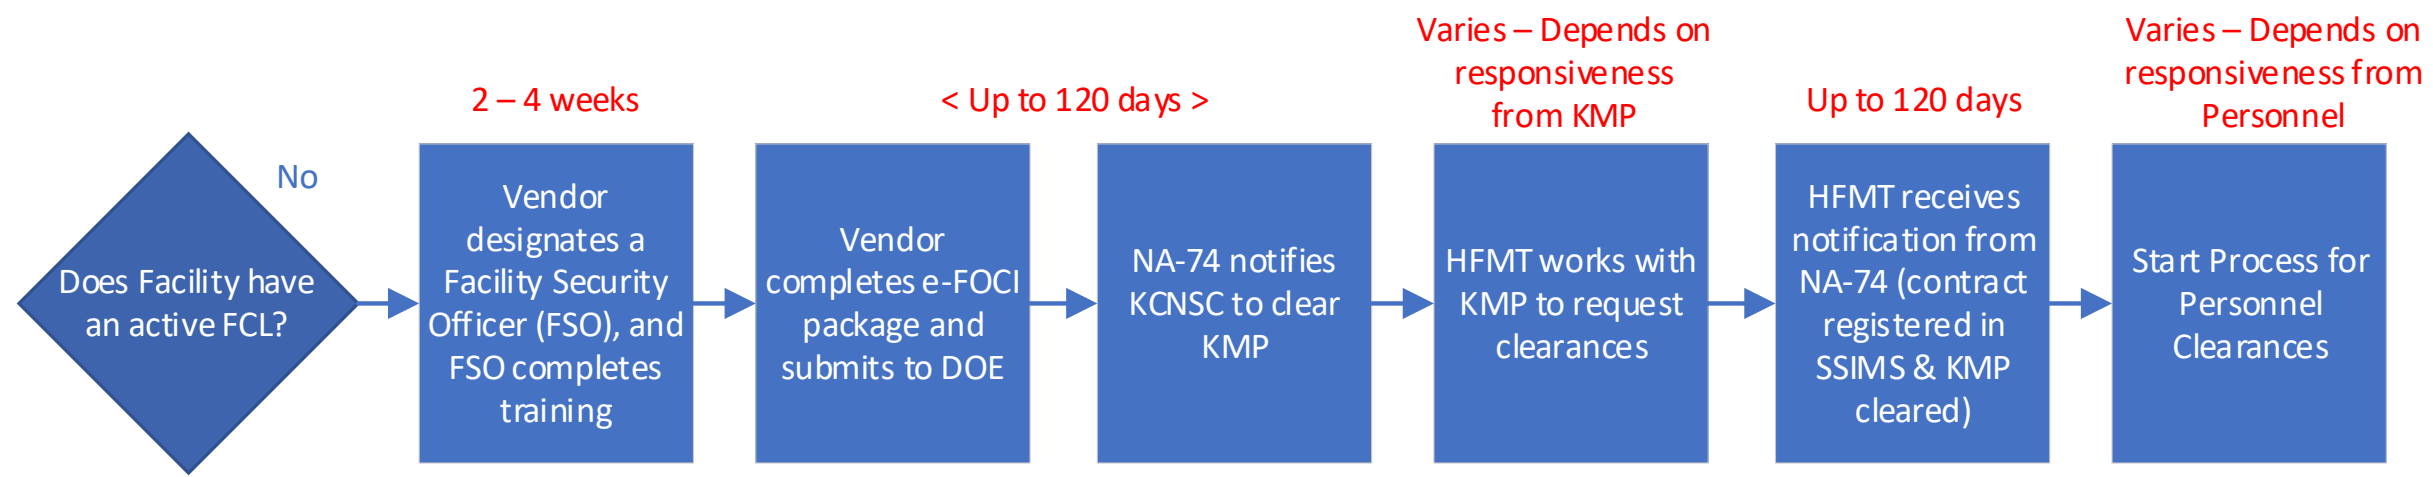 Does Facility have
an active FCL?
No
2 – 4 weeks
Vendor
designates a
Facility Security
Officer (FSO), and
FSO completes
training
< Up to 120 days >
Vendor
completes e-FOCI
package and
submits to DOE
NA-74 notifies
KCNSC to clear
KMP
Varies – Depends on
responsiveness
from KMP
HFMT works with
KMP to request
clearances
Up to 120 days
HFMT receives
notification from
NA-74 (contract
registered in
SSIMS & KMP
cleared)
Varies – Depends on
responsiveness from
Personnel
Start Process for
Personnel
Clearances